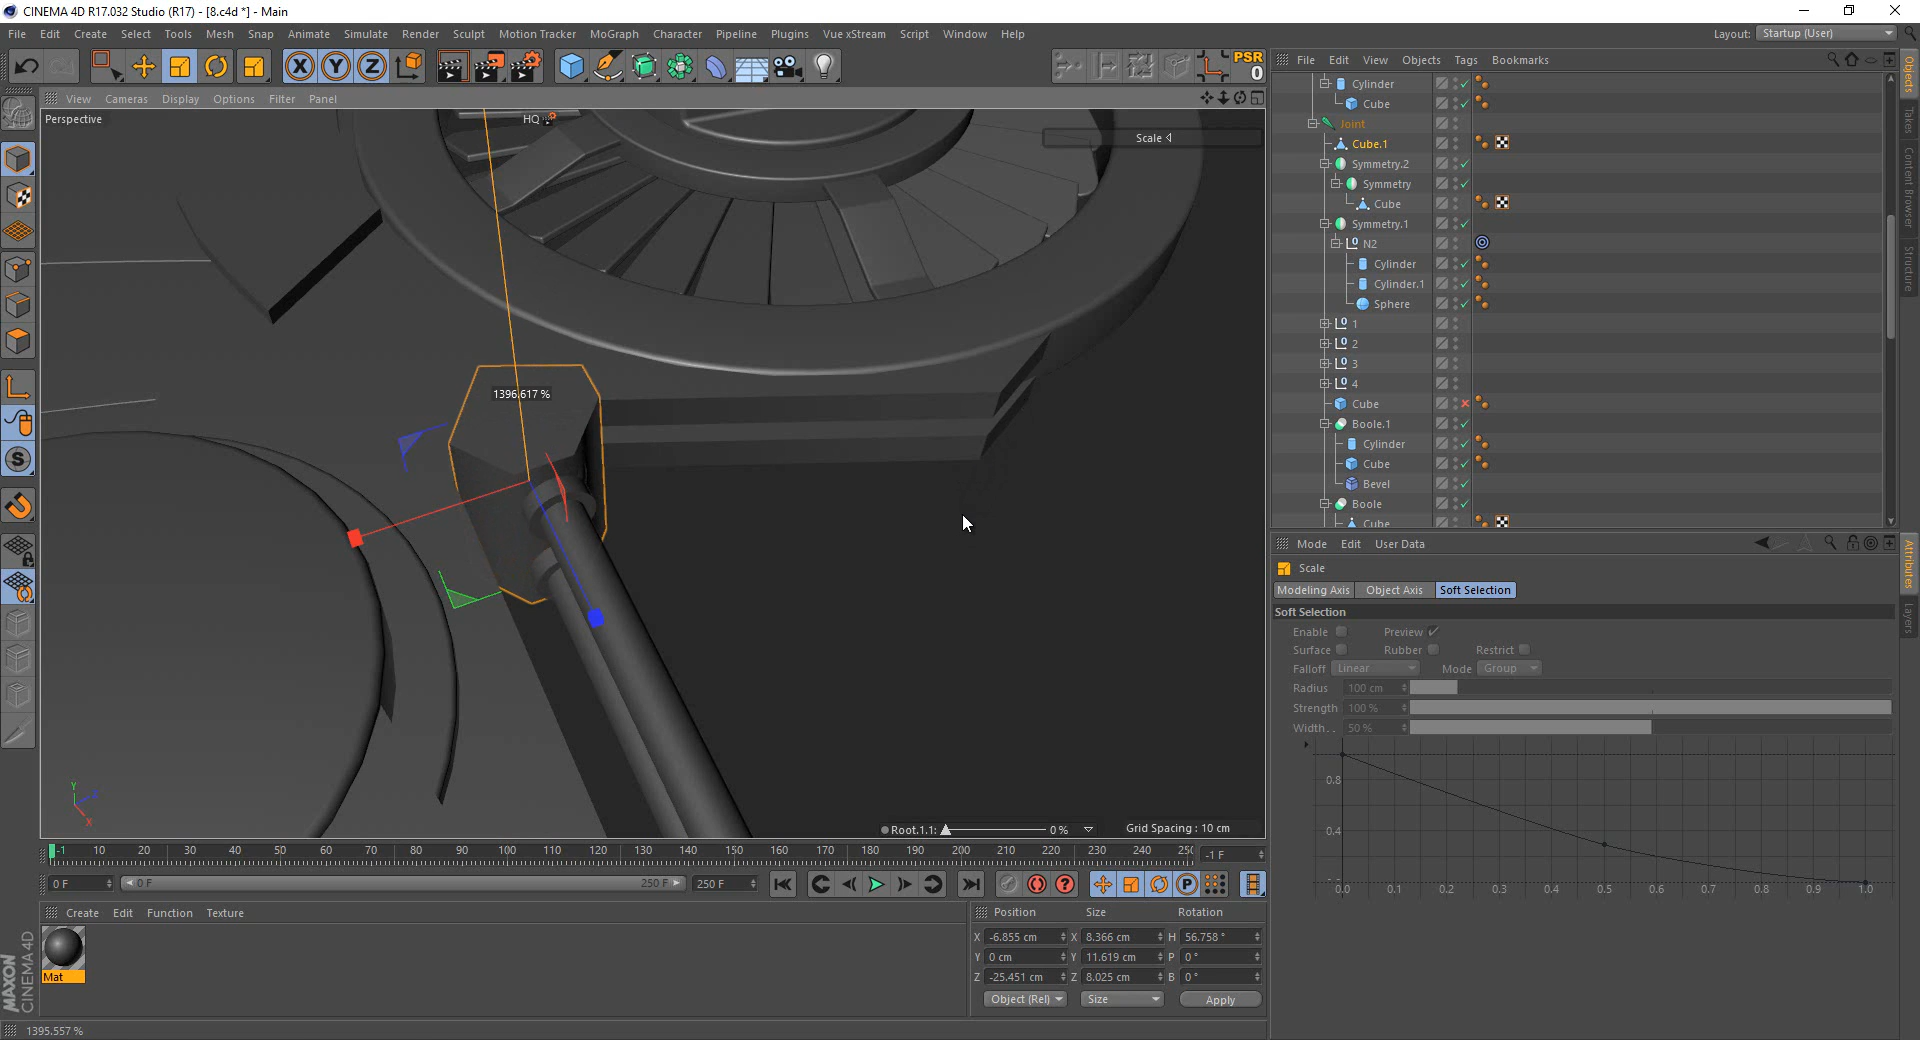 CINEMA 4D R17.032 Studio (R17) - [8.c4d *] - Main
File Edit Create Select Tools Mesh Snap Animate Simulate Render Sculpt Motion Tracker MoGraph Character Pipeline Plugins Vue xStream Script Window Help Layout: Startup (User)
X Y Z PSR
0
File Edit View Objects Tags Bookmarks
View Cameras Display Options Filter Panel
Perspective
HQ
Scale
1396.617 %
Y
Z
X
Root.1.1: 0 % Grid Spacing : 10 cm
Cylinder
Cube
Joint
Cube.1
Symmetry.2
Symmetry
Cube
Symmetry.1
N2
Cylinder
Cylinder.1
Sphere
1
2
3
4
Cube
Boole.1
Cylinder
Cube
Bevel
Boole
Cube
Objects
Takes
Content Browser
Structure
Mode Edit User Data
Scale
Modeling Axis Object Axis Soft Selection
Soft Selection
Enable Preview
Surface Rubber Restrict
Falloff Linear Mode Group
Radius 100 cm
Strength 100 %
Width.. 50 %
0.8
0.4
0.0 0.1 0.2 0.3 0.4 0.5 0.6 0.7 0.8 0.9 1.0
Attributes
Layers
-1 10 20 30 40 50 60 70 80 90 100 110 120 130 140 150 160 170 180 190 200 210 220 230 240 -1 F
0 F 0 F 250 F 250 F
Create Edit Function Texture
Mat
Position Size Rotation
X -6.855 cm X 8.366 cm H 56.758 °
Y 0 cm Y 11.619 cm P 0 °
Z -25.451 cm Z 8.025 cm B 0 °
Object (Rel) Size Apply
MAXON
CINEMA 4D
1395.557 %